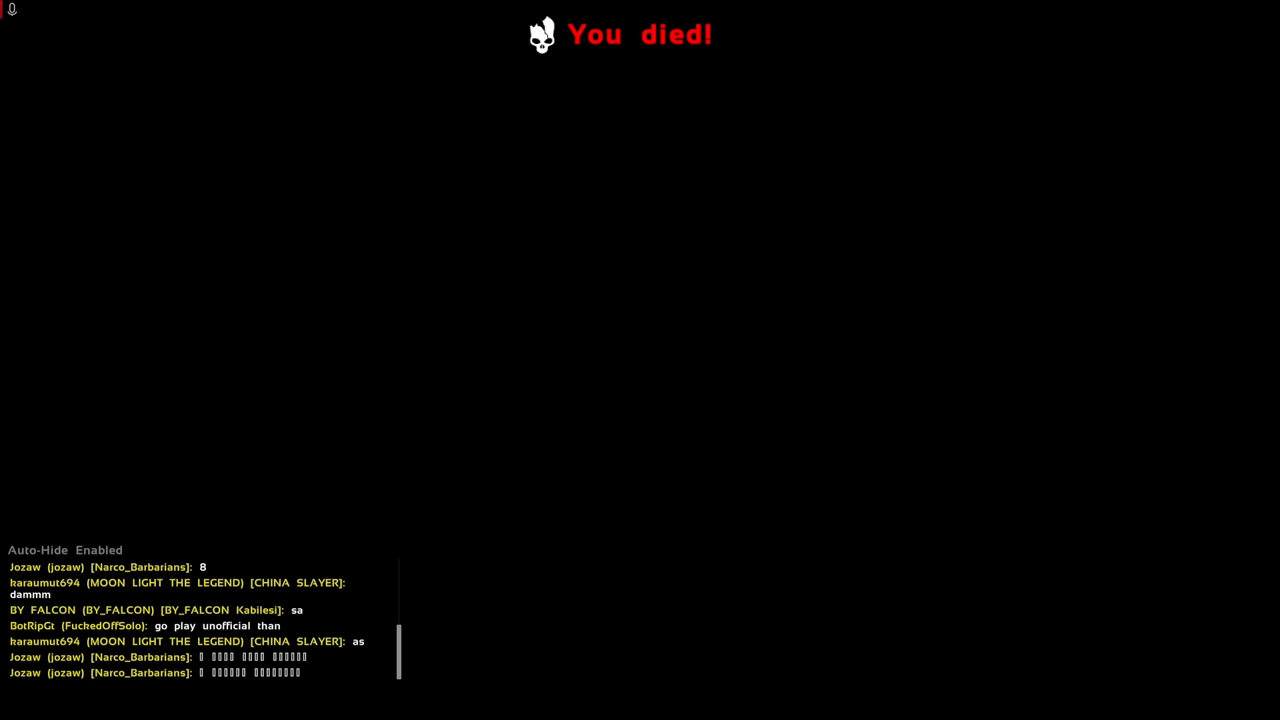 You died!
Auto-Hide Enabled
Jozaw (jozaw) [Narco_Barbarians]: 8
karaumut694 (MOON LIGHT THE LEGEND) [CHINA SLAYER]:
dammm
BY FALCON (BY_FALCON) [BY_FALCON Kabilesi]: sa
BotRipGt (FuckedOffSolo): go play unofficial than
karaumut694 (MOON LIGHT THE LEGEND) [CHINA SLAYER]: as
Jozaw (jozaw) [Narco_Barbarians]:
Jozaw (jozaw) [Narco_Barbarians]: